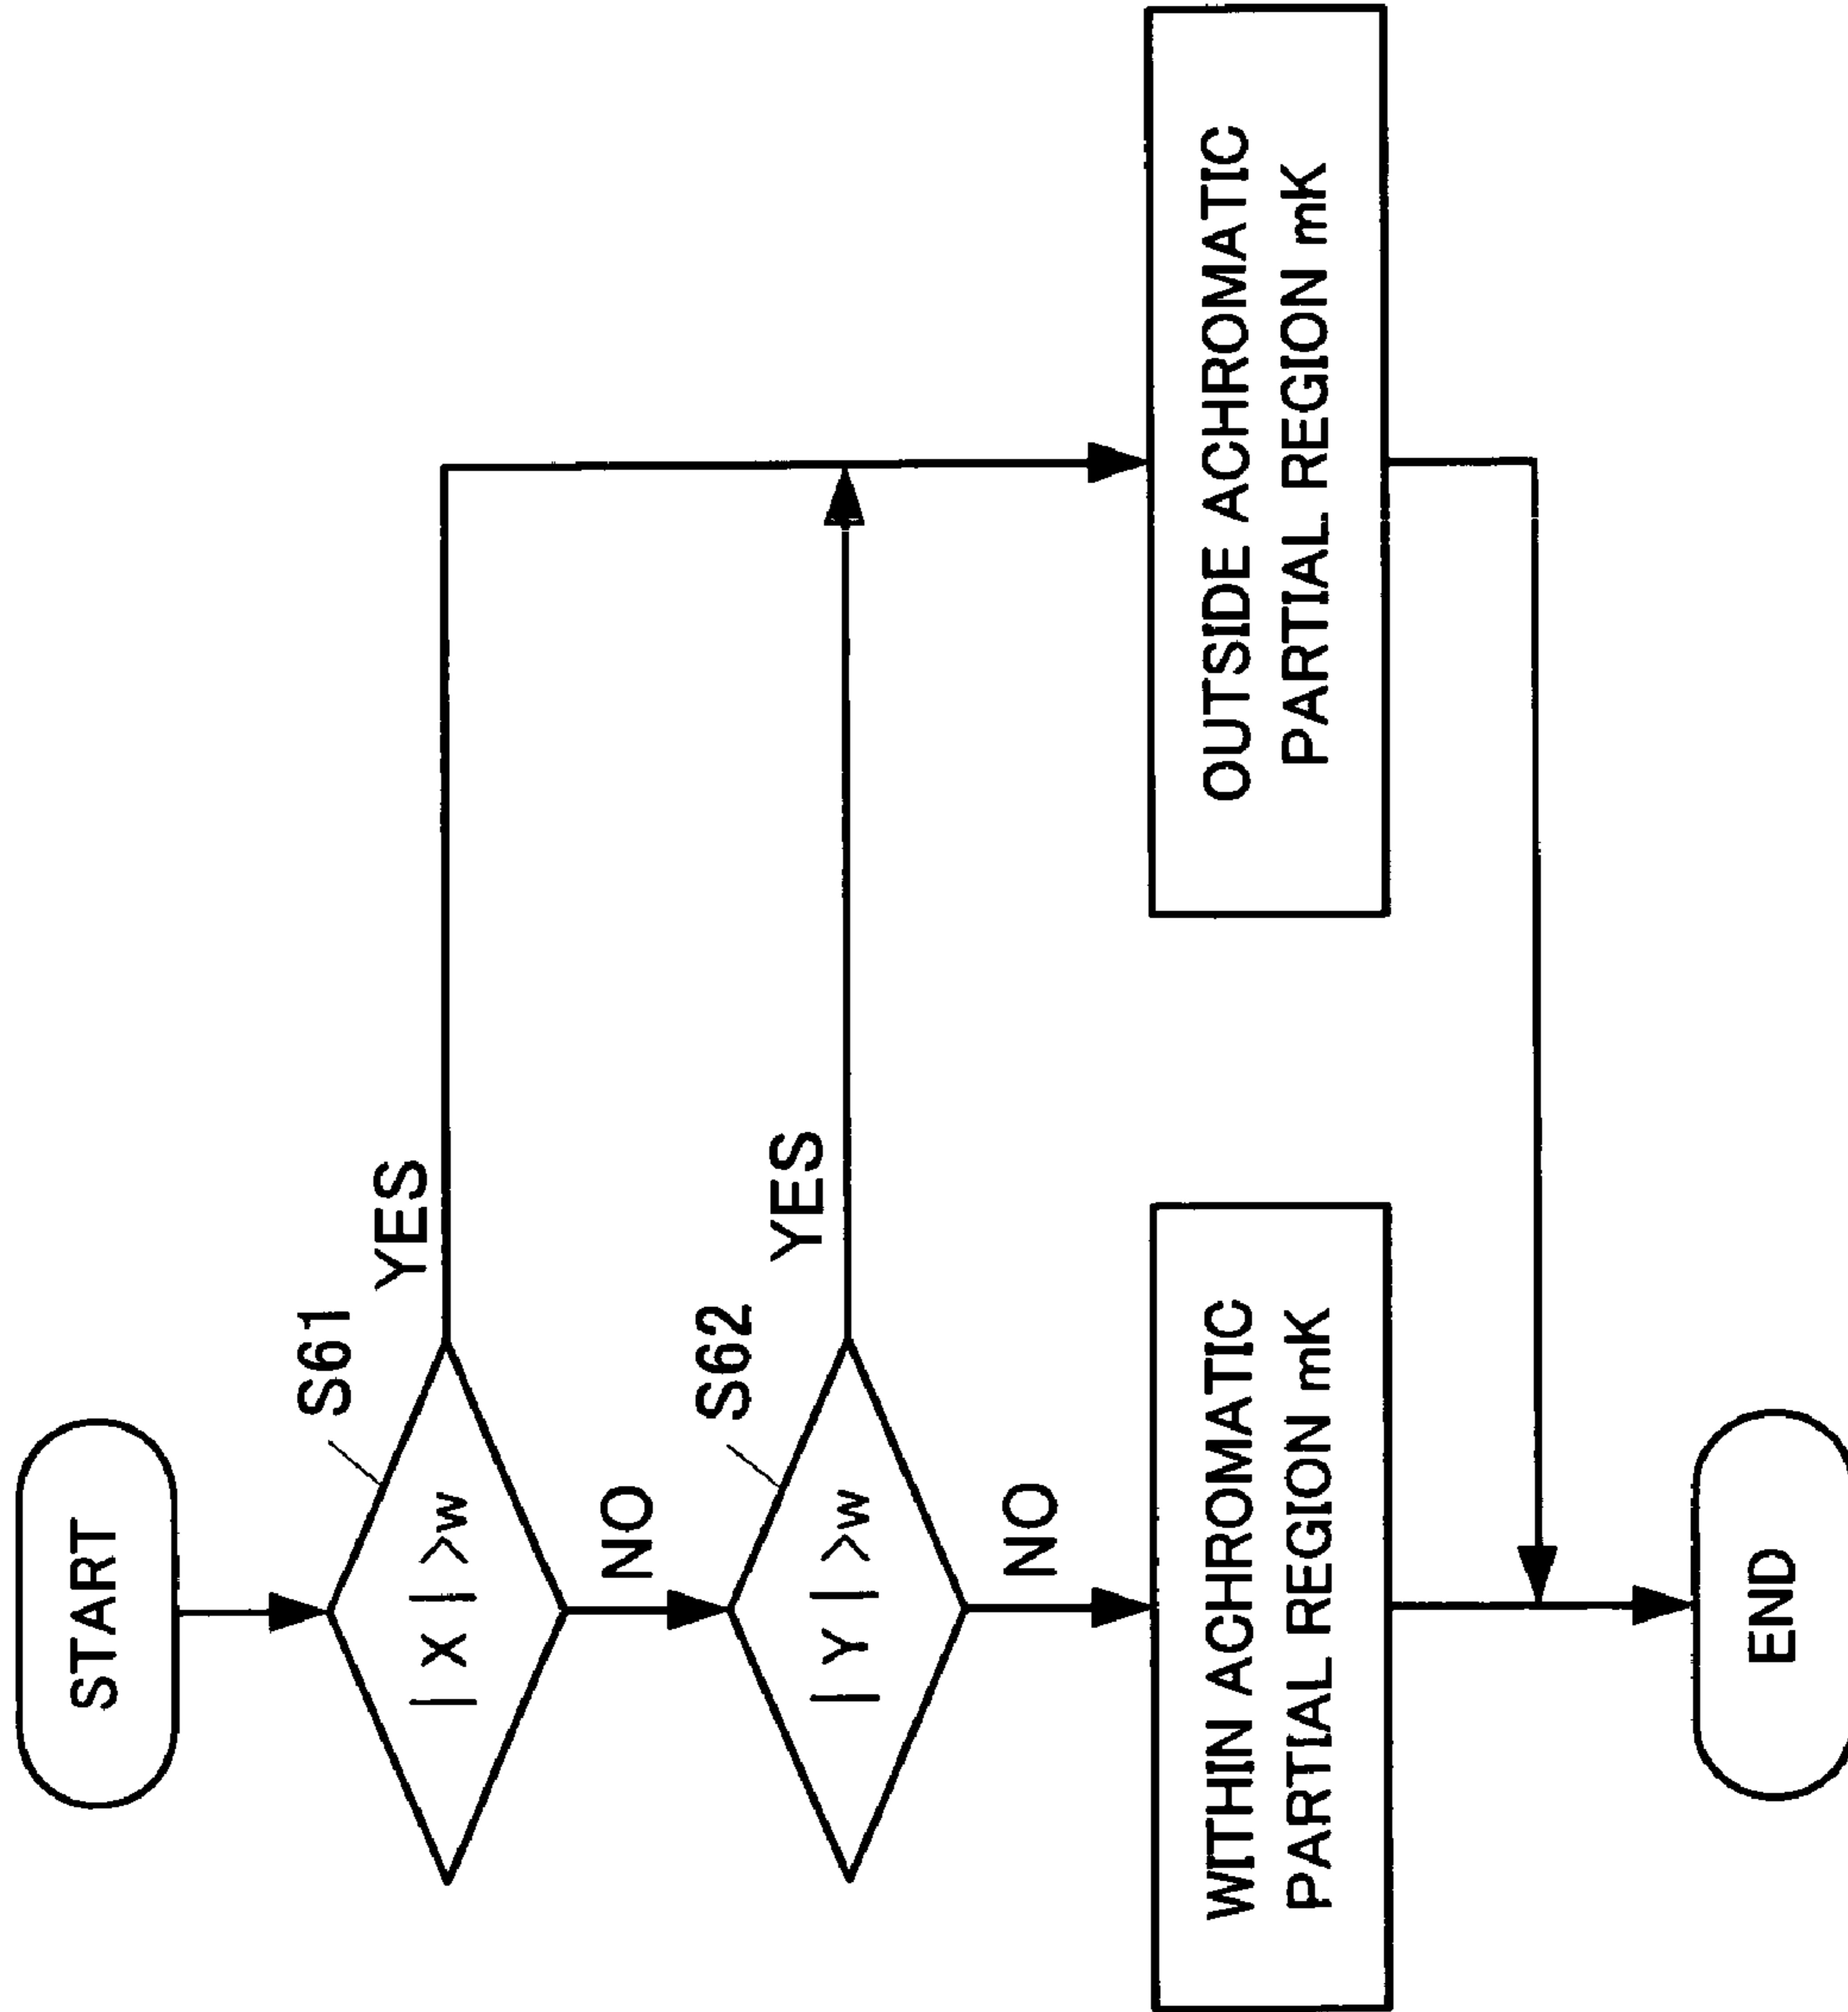 START
S61
|X|>w
YES
NO
S62
|Y|>w
YES
NO
WITHIN ACHROMATIC
PARTIAL REGION mK
OUTSIDE ACHROMATIC
PARTIAL REGION mK
END